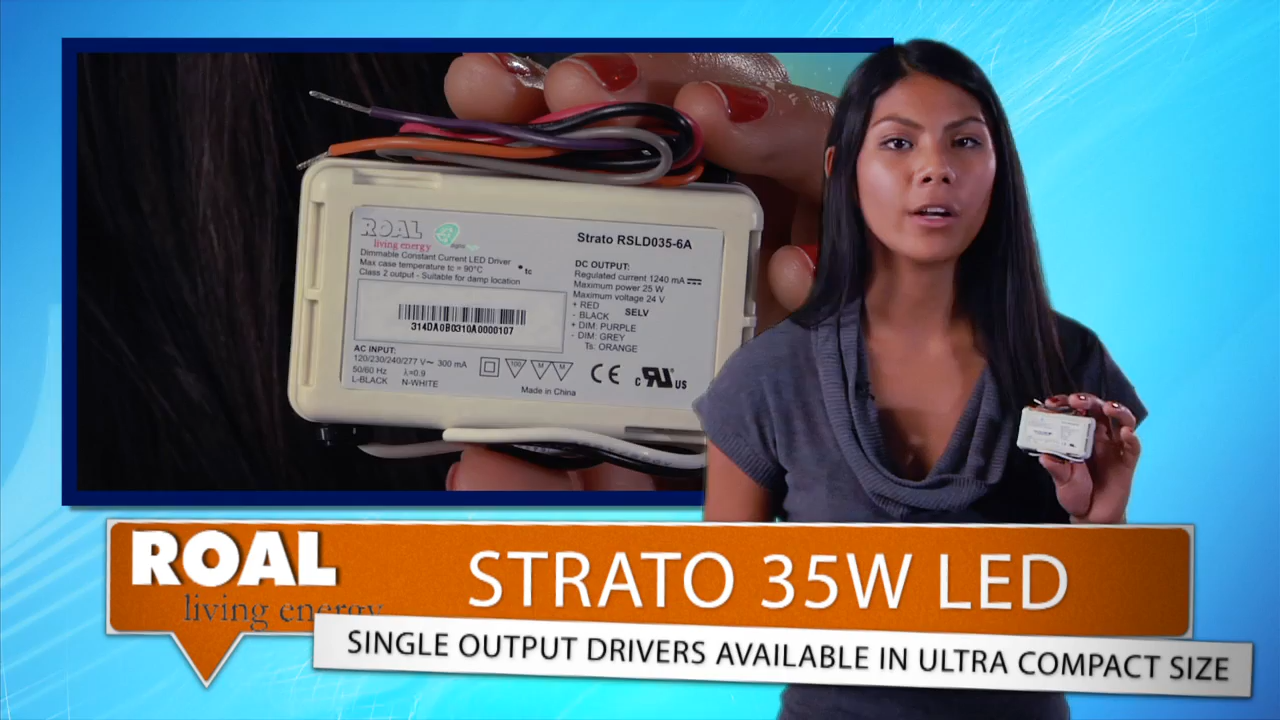 ROAL
living energy
Dimmable Constant Current LED Driver
Max case temperature tc = 90°C
Class 2 output - Suitable for damp location
• tc
314DA0B0310A0000107
AC INPUT:
120/230/240/277 V~ 300 mA
50/60 Hz λ=0.9
L-BLACK N-WHITE
Strato RSLD035-6A
DC OUTPUT:
Regulated current 1240 mA
Maximum power 25 W
Maximum voltage 24 V
+ RED
- BLACK SELV
+ DIM: PURPLE
- DIM: GREY
Ts: ORANGE
100 M M
CE c RU US
Made in China
ROAL
living energy
STRATO 35W LED
SINGLE OUTPUT DRIVERS AVAILABLE IN ULTRA COMPACT SIZE